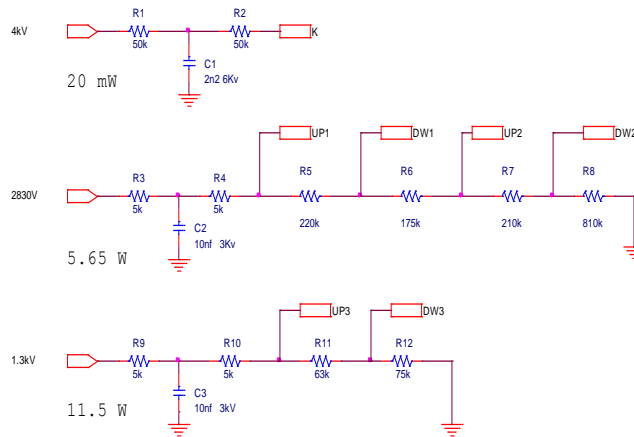 R1 R2
4kV K
50k 50k
C1
2n2 6Kv
20 mW
UP1 DW1 UP2 DW2
R3 R4 R5 R6 R7 R8
2830V
5k 5k
220k 175k 210k 810k
C2
10nf 3Kv
5.65 W
UP3 DW3
R9 R10 R11 R12
1.3kV
5k 5k 63k 75k
C3
10nf 3kV
11.5 W